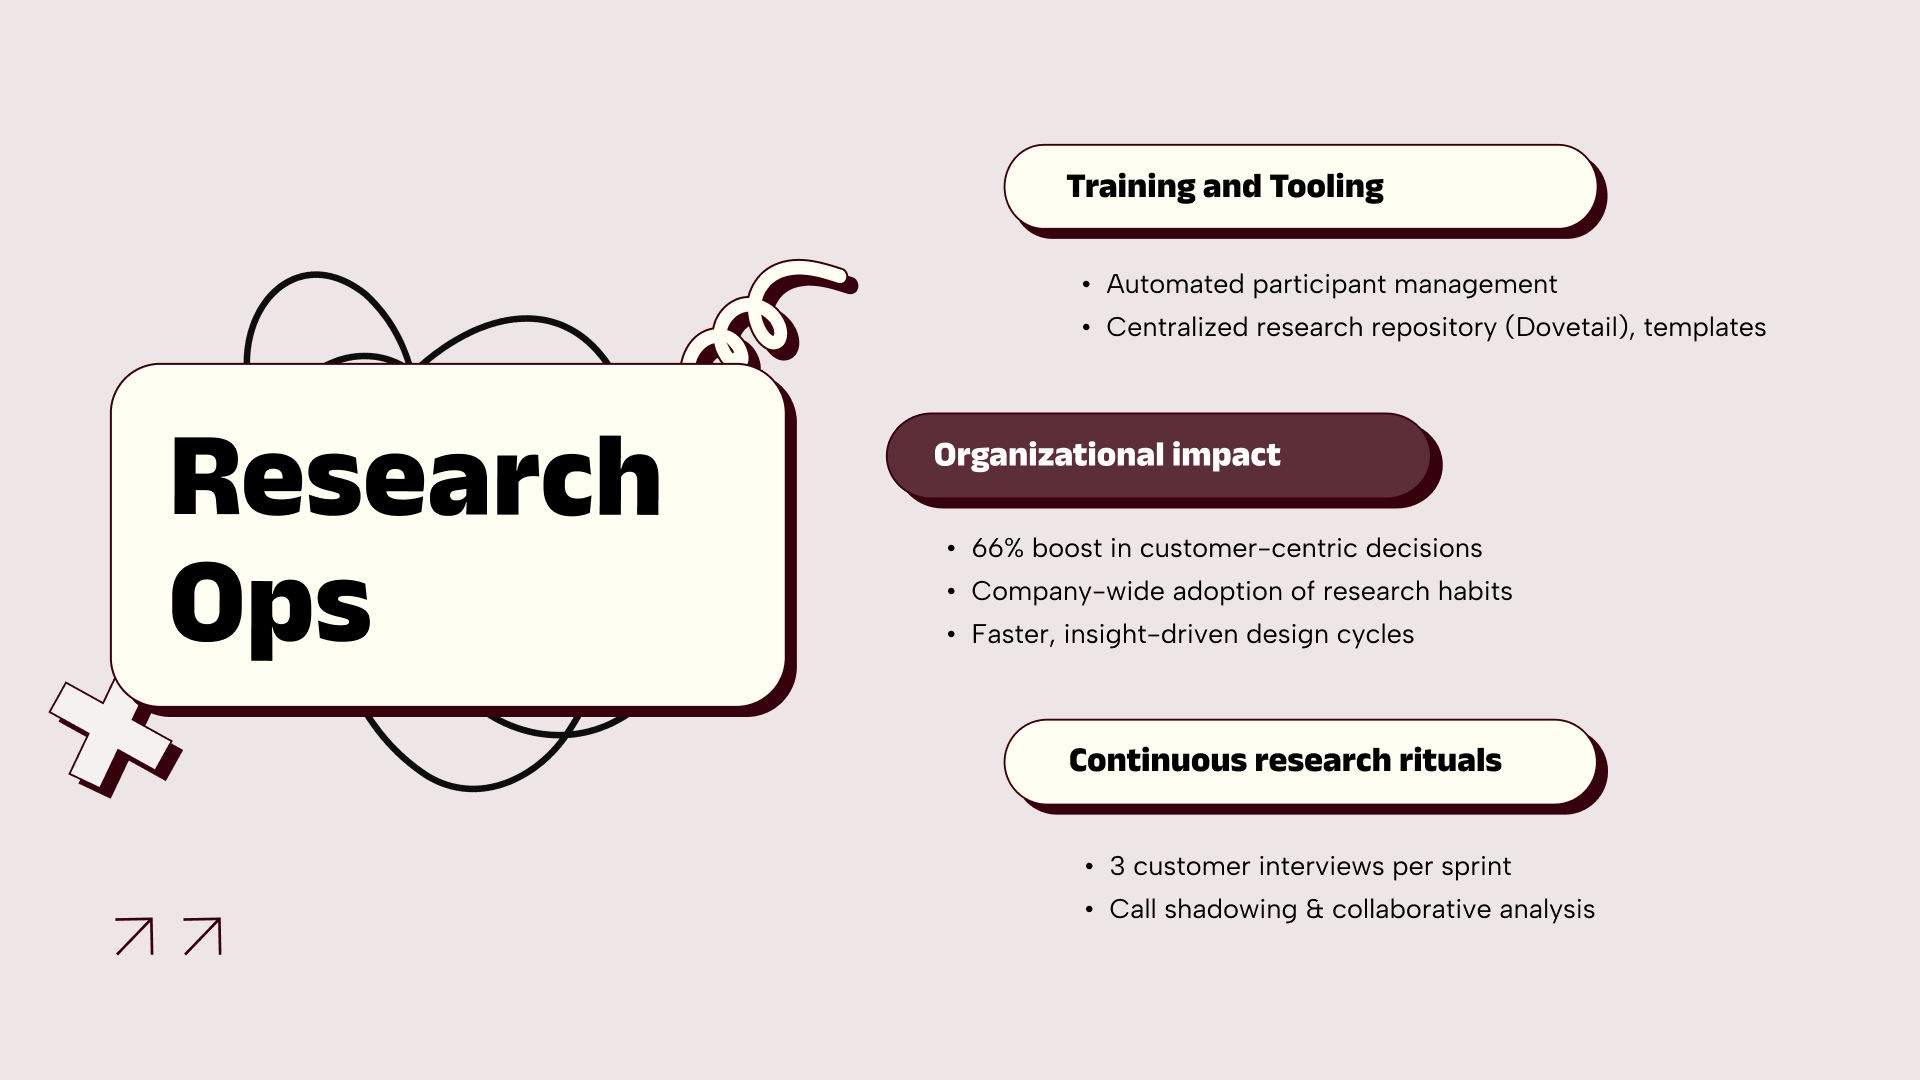 Research
Ops
Training and Tooling
• Automated participant management
• Centralized research repository (Dovetail), templates
Organizational impact
• 66% boost in customer-centric decisions
• Company-wide adoption of research habits
• Faster, insight-driven design cycles
Continuous research rituals
• 3 customer interviews per sprint
• Call shadowing & collaborative analysis